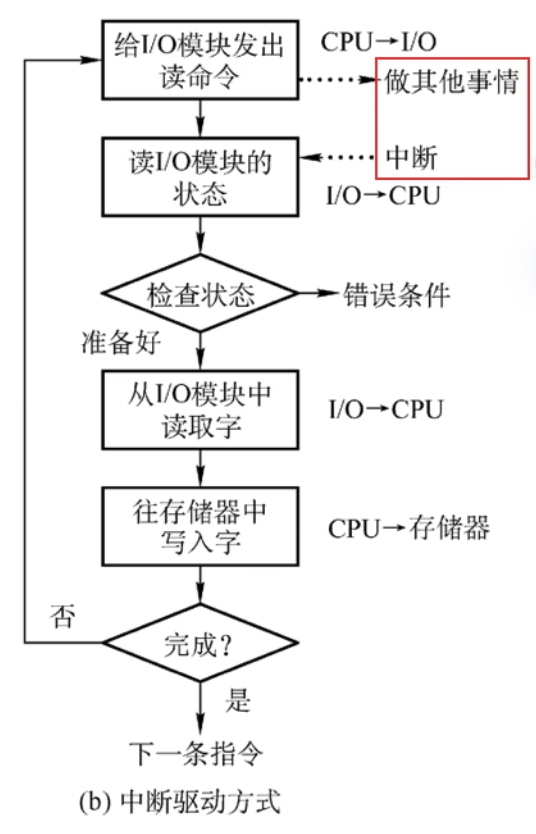 给I/O模块发出
读命令
CPU→I/O
做其他事情
中断
读I/O模块的
状态
I/O→CPU
检查状态
错误条件
准备好
从I/O模块中
读取字
I/O→CPU
往存储器中
写入字
CPU→存储器
否
完成?
是
下一条指令
(b) 中断驱动方式